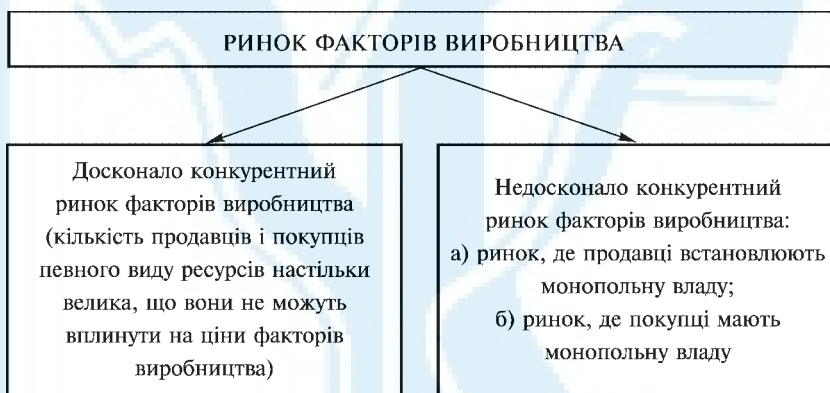 РИНОК ФАКТОРІВ ВИРОБНИЦТВА
Досконало конкурентний
ринок факторів виробництва
(кількість продавців і покупців
певного виду ресурсів настільки
велика, що вони не можуть
вплинути на ціни факторів
виробництва)
Недосконало конкурентний
ринок факторів виробництва:
а) ринок, де продавці встановлюють
монопольну владу;
б) ринок, де покупці мають
монопольну владу